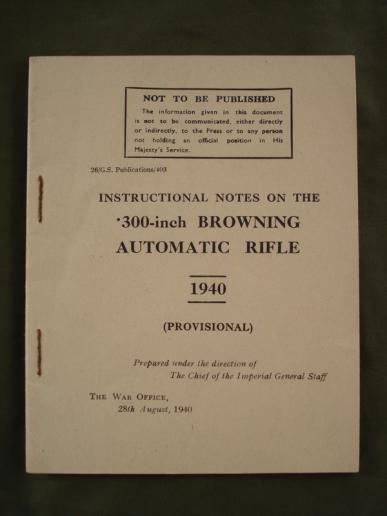 NOT TO BE PUBLISHED
The information given in this document
is not to be communicated, either directly
or indirectly, to the Press or to any person
not holding an official position in His
Majesty's Service.
26/G.S. Publications/403
INSTRUCTIONAL NOTES ON THE
·300-inch BROWNING
AUTOMATIC RIFLE
1940
(PROVISIONAL)
Prepared under the direction of
The Chief of the Imperial General Staff
THE WAR OFFICE,
28th August, 1940